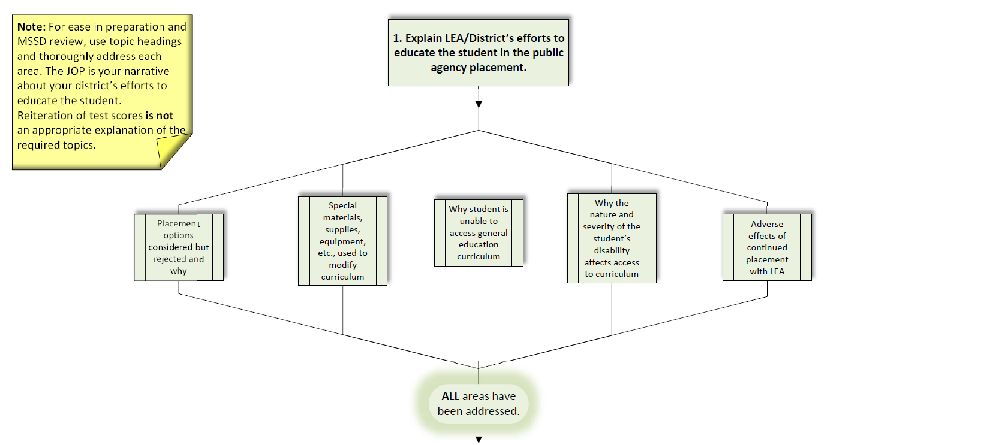 Note: For ease in preparation and
MSSD review, use topic headings
and thoroughly address each
area. The JOP is your narrative
about your district's efforts to
educate the student.
Reiteration of test scores is not
an appropriate explanation of the
required topics.
1. Explain LEA/District's efforts to
educate the student in the public
agency placement.
Placement
options
considered but
rejected and
why
Special
materials,
supplies,
equipment,
etc., used to
modify
curriculum
Why student is
unable to
access general
education
curriculum
Why the
nature and
severity of the
student's
disability
affects access
to curriculum
Adverse
effects of
continued
placement
with LEA
ALL areas have
been addressed.